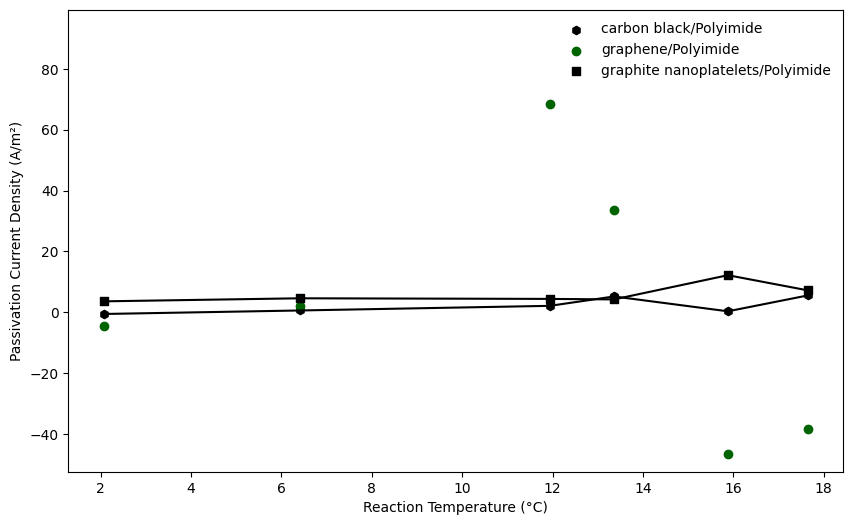 carbon black/Polyimide
graphene/Polyimide
graphite nanoplatelets/Polyimide
Passivation Current Density (A/m²)
80
60
40
20
0
−20
−40
2 4 6 8 10 12 14 16 18
Reaction Temperature (°C)